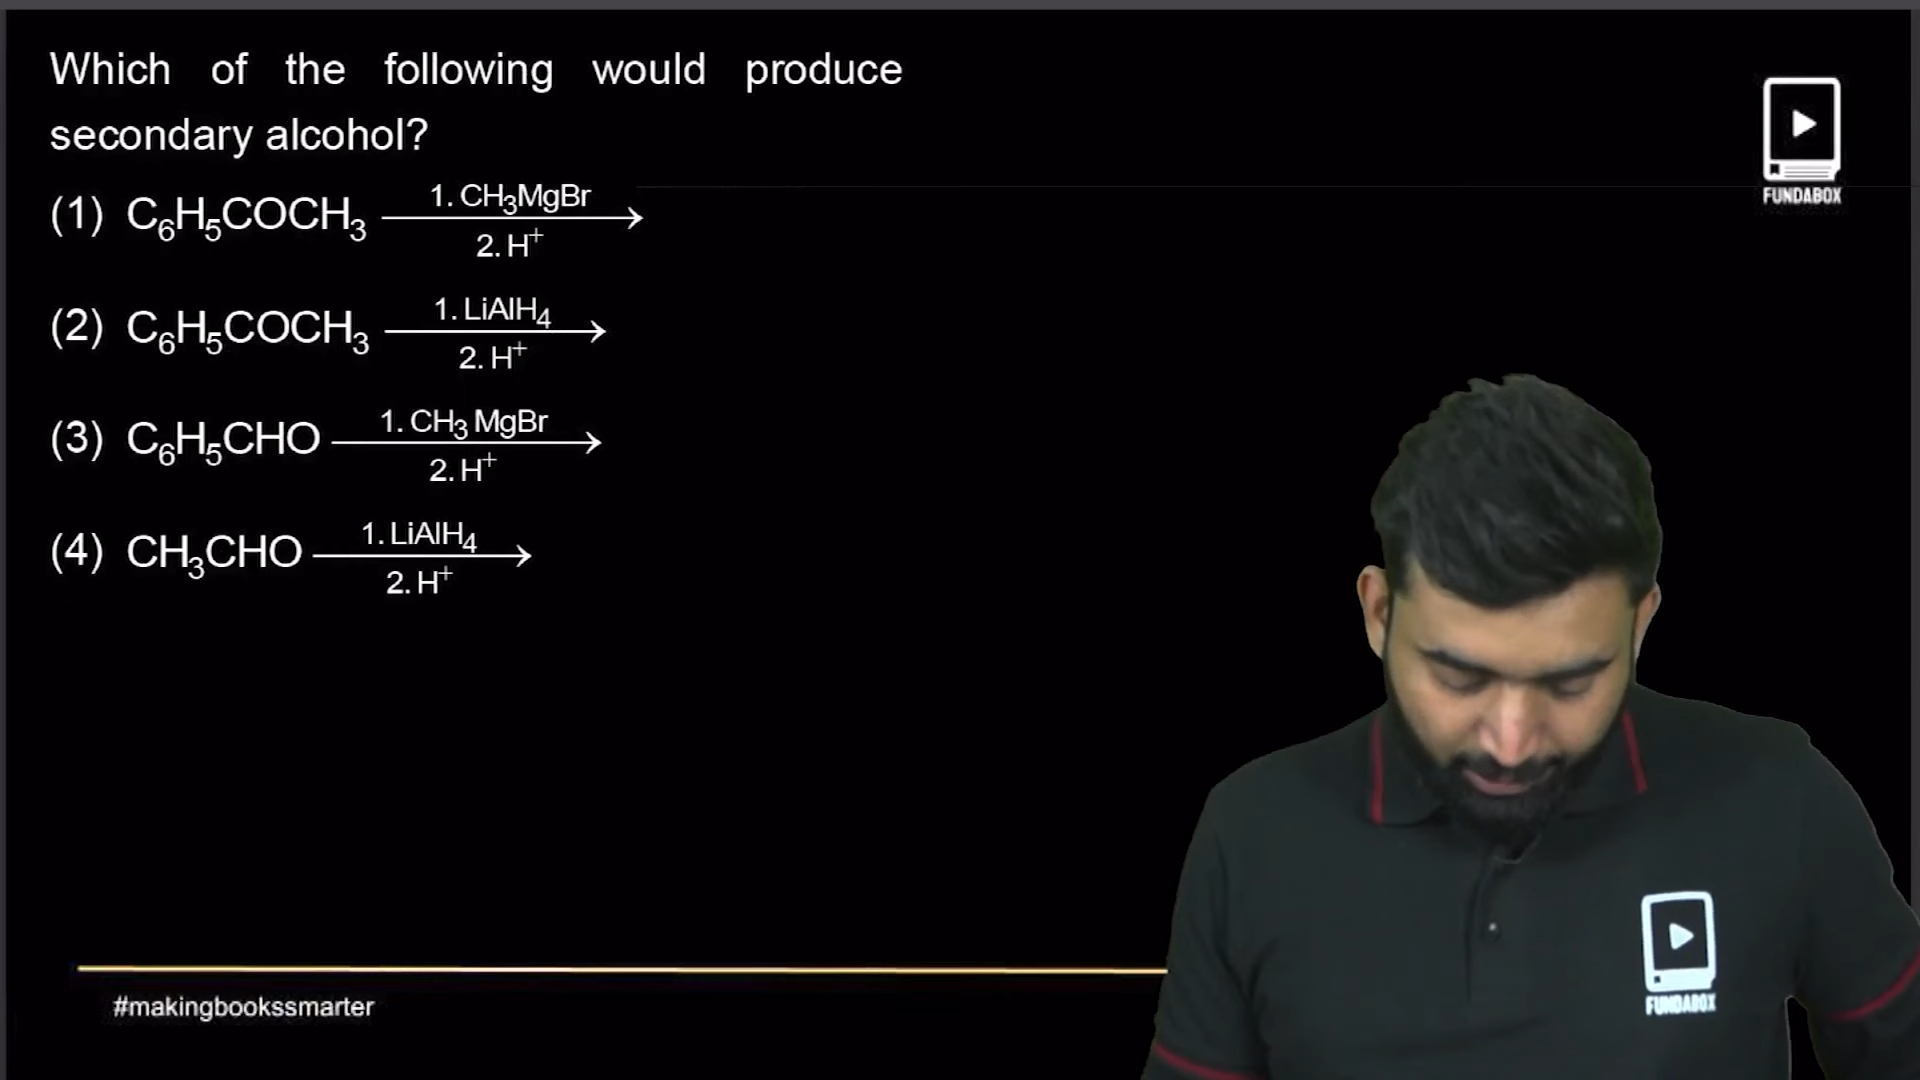 Which of the following would produce
secondary alcohol?
FUNDABOX
(1) C₆H₅COCH₃ 1. CH₃MgBr
2. H⁺
(2) C₆H₅COCH₃ 1. LiAlH₄
2. H⁺
(3) C₆H₅CHO 1. CH₃ MgBr
2. H⁺
(4) CH₃CHO 1. LiAlH₄
2. H⁺
FUNDABOX
#makingbookssmarter